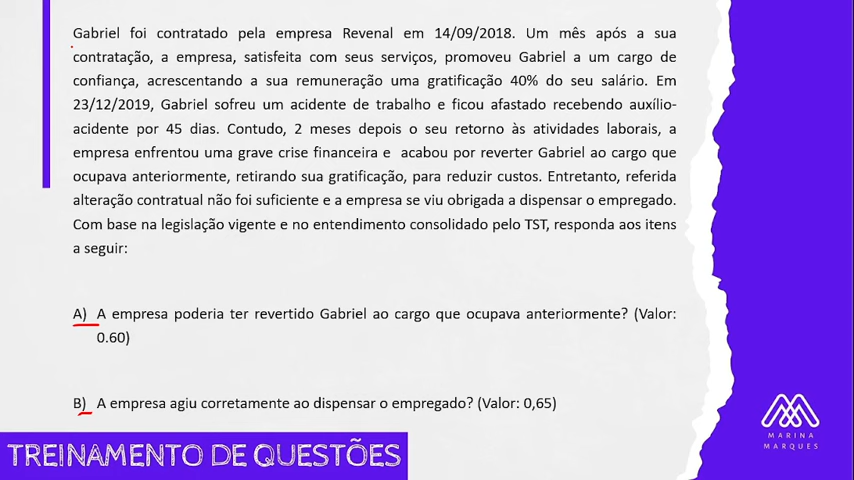 Gabriel foi contratado pela empresa Revenal em 14/09/2018. Um mês após a sua
contratação, a empresa, satisfeita com seus serviços, promoveu Gabriel a um cargo de
confiança, acrescentando a sua remuneração uma gratificação 40% do seu salário. Em
23/12/2019, Gabriel sofreu um acidente de trabalho e ficou afastado recebendo auxílio-
acidente por 45 dias. Contudo, 2 meses depois o seu retorno às atividades laborais, a
empresa enfrentou uma grave crise financeira e acabou por reverter Gabriel ao cargo que
ocupava anteriormente, retirando sua gratificação, para reduzir custos. Entretanto, referida
alteração contratual não foi suficiente e a empresa se viu obrigada a dispensar o empregado.
Com base na legislação vigente e no entendimento consolidado pelo TST, responda aos itens
a seguir:
A) A empresa poderia ter revertido Gabriel ao cargo que ocupava anteriormente? (Valor:
0.60)
B) A empresa agiu corretamente ao dispensar o empregado? (Valor: 0,65)
TREINAMENTO DE QUESTÕES
MARINA
MARQUES